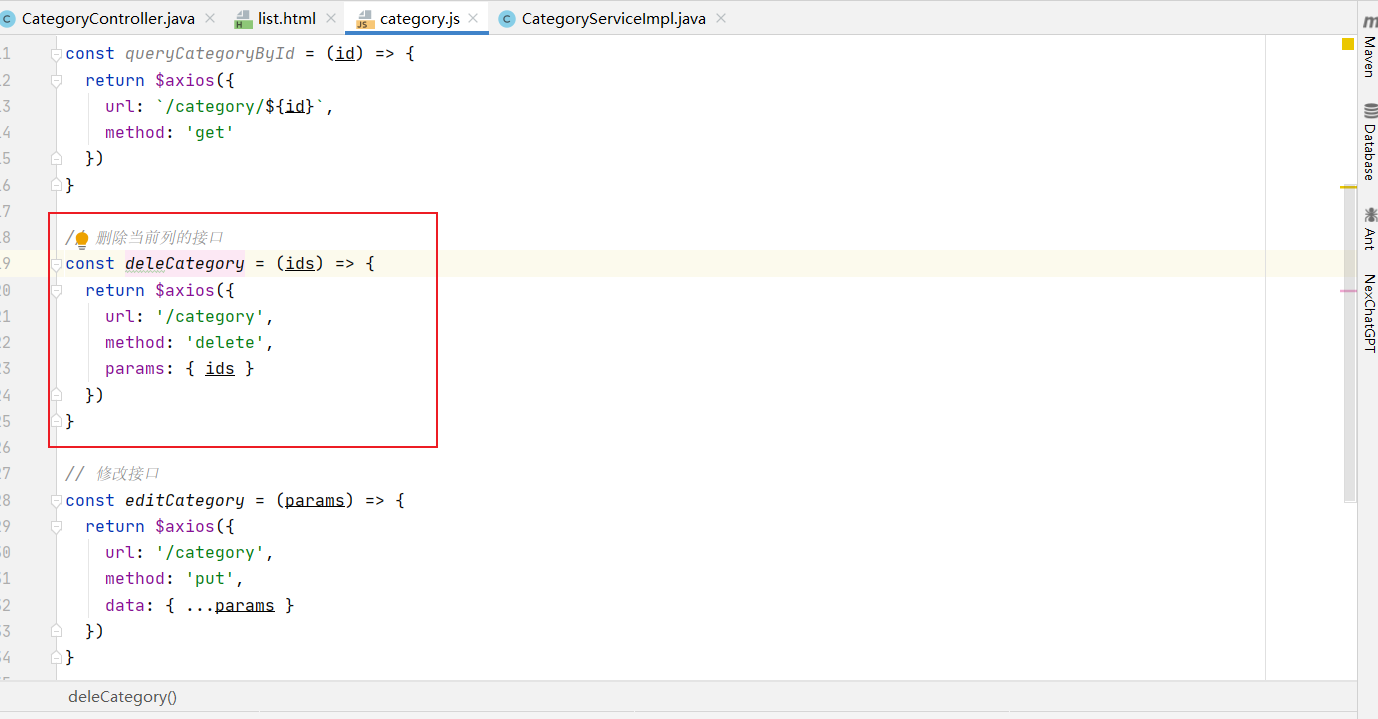 CategoryController.java list.html category.js CategoryServiceImpl.java
const queryCategoryById = (id) => {
return $axios({
url: `/category/${id}`,
method: 'get'
})
}
/ 删除当前列的接口
const deleCategory = (ids) => {
return $axios({
url: '/category',
method: 'delete',
params: { ids }
})
}
// 修改接口
const editCategory = (params) => {
return $axios({
url: '/category',
method: 'put',
data: { ...params }
})
}
deleCategory()
Maven
Database
Ant
NexChatGPT